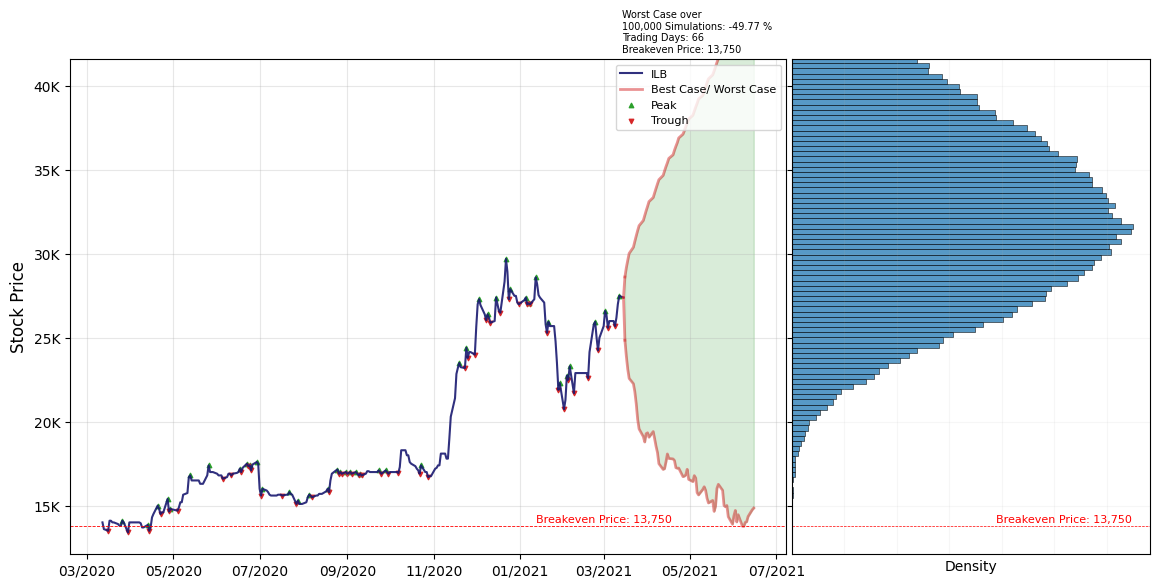 Worst Case over
100,000 Simulations: -49.77 %
Trading Days: 66
Breakeven Price: 13,750
ILB
Best Case/ Worst Case
Peak
Trough
40K
35K
30K
25K
20K
15K
Stock Price
Breakeven Price: 13,750
Breakeven Price: 13,750
03/2020 05/2020 07/2020 09/2020 11/2020 01/2021 03/2021 05/2021 07/2021
Density